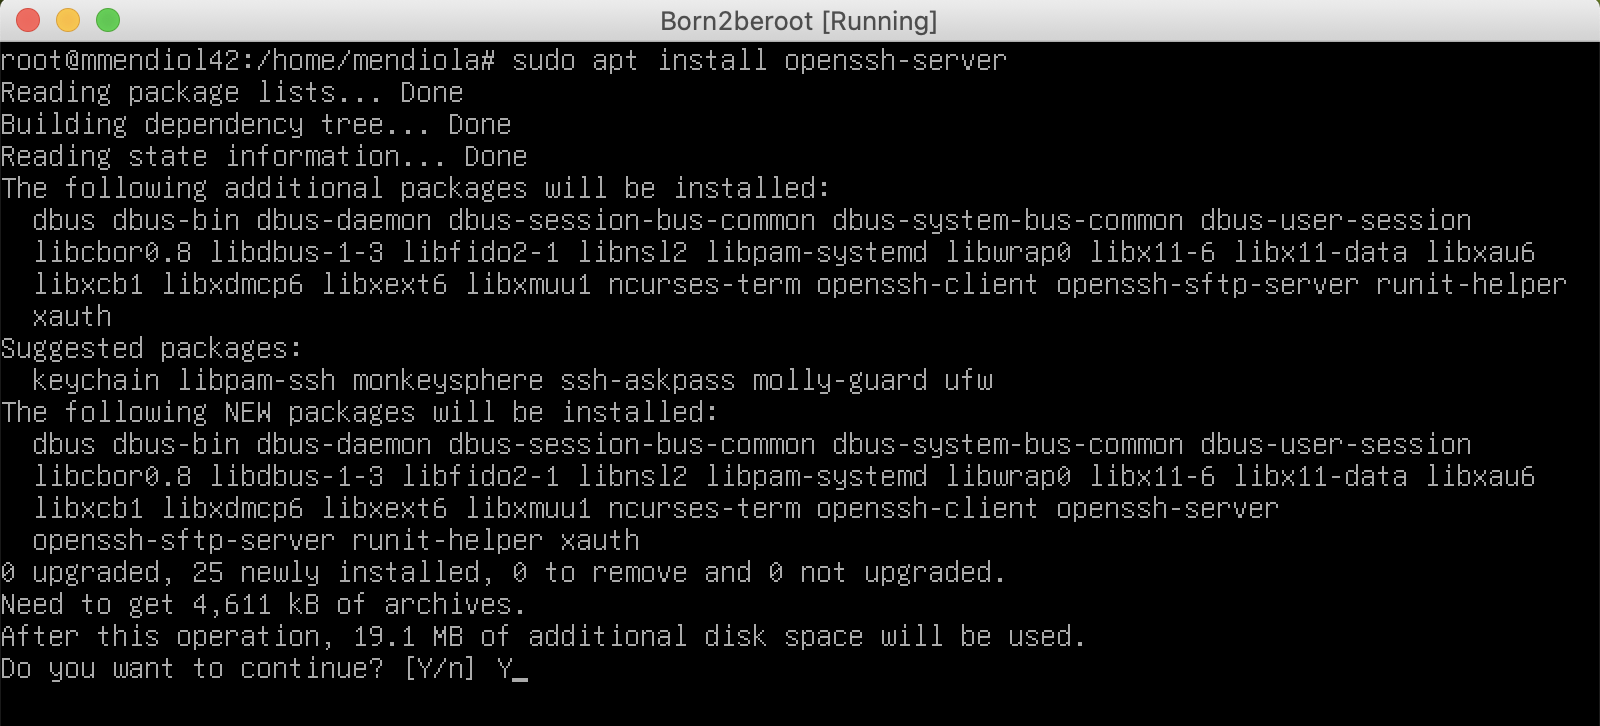 Born2beroot [Running]
root@mmendiol42:/home/mendiola# sudo apt install openssh-server
Reading package lists... Done
Building dependency tree... Done
Reading state information... Done
The following additional packages will be installed:
  dbus dbus-bin dbus-daemon dbus-session-bus-common dbus-system-bus-common dbus-user-session
  libcbor0.8 libdbus-1-3 libfido2-1 libnsl2 libpam-systemd libwrap0 libx11-6 libx11-data libxau6
  libxcb1 libxdmcp6 libxext6 libxmuu1 ncurses-term openssh-client openssh-sftp-server runit-helper
  xauth
Suggested packages:
  keychain libpam-ssh monkeysphere ssh-askpass molly-guard ufw
The following NEW packages will be installed:
  dbus dbus-bin dbus-daemon dbus-session-bus-common dbus-system-bus-common dbus-user-session
  libcbor0.8 libdbus-1-3 libfido2-1 libnsl2 libpam-systemd libwrap0 libx11-6 libx11-data libxau6
  libxcb1 libxdmcp6 libxext6 libxmuu1 ncurses-term openssh-client openssh-server
  openssh-sftp-server runit-helper xauth
0 upgraded, 25 newly installed, 0 to remove and 0 not upgraded.
Need to get 4,611 kB of archives.
After this operation, 19.1 MB of additional disk space will be used.
Do you want to continue? [Y/n] Y_